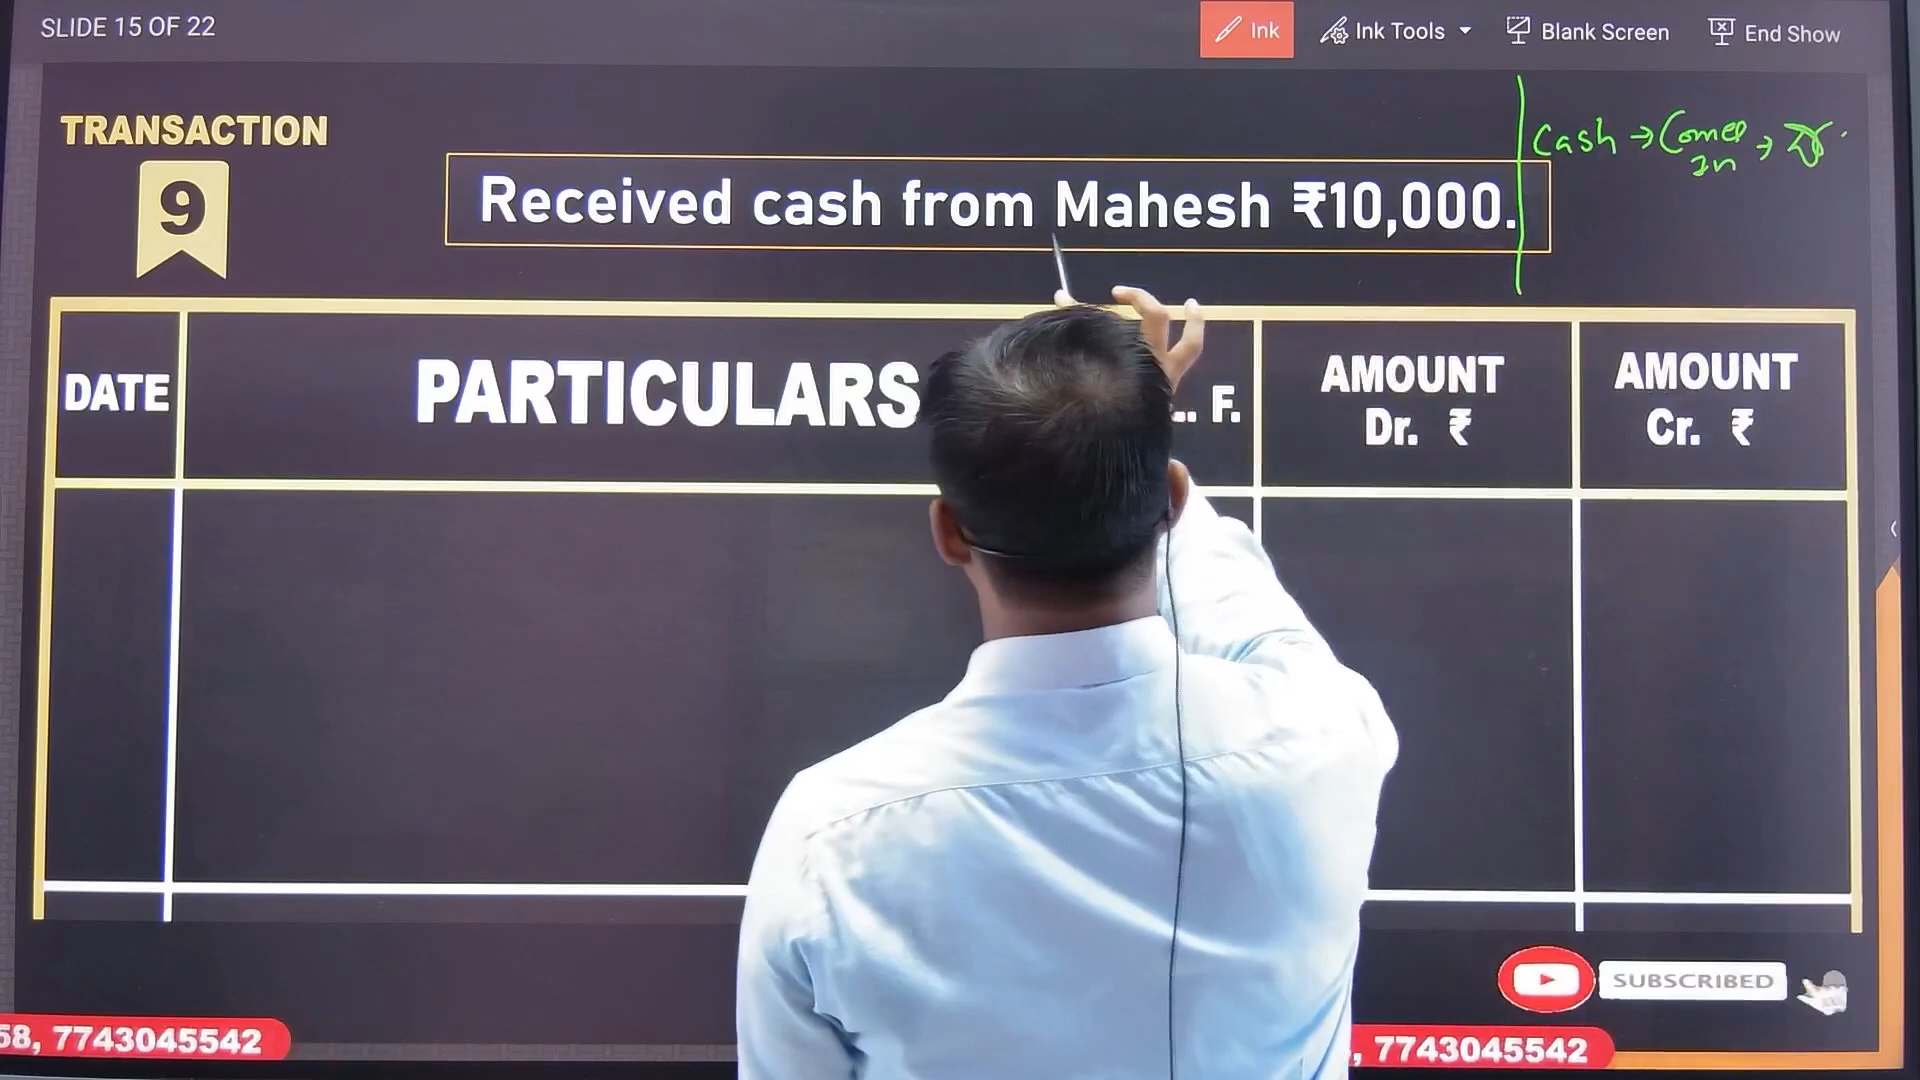 SLIDE 15 OF 22
Ink
Ink Tools
Blank Screen
End Show
TRANSACTION
9
Received cash from Mahesh ₹10,000.
Cash → Comes
In →
DATE
PARTICULARS
. F.
AMOUNT
Dr. ₹
AMOUNT
Cr. ₹
SUBSCRIBED
58, 7743045542
, 7743045542